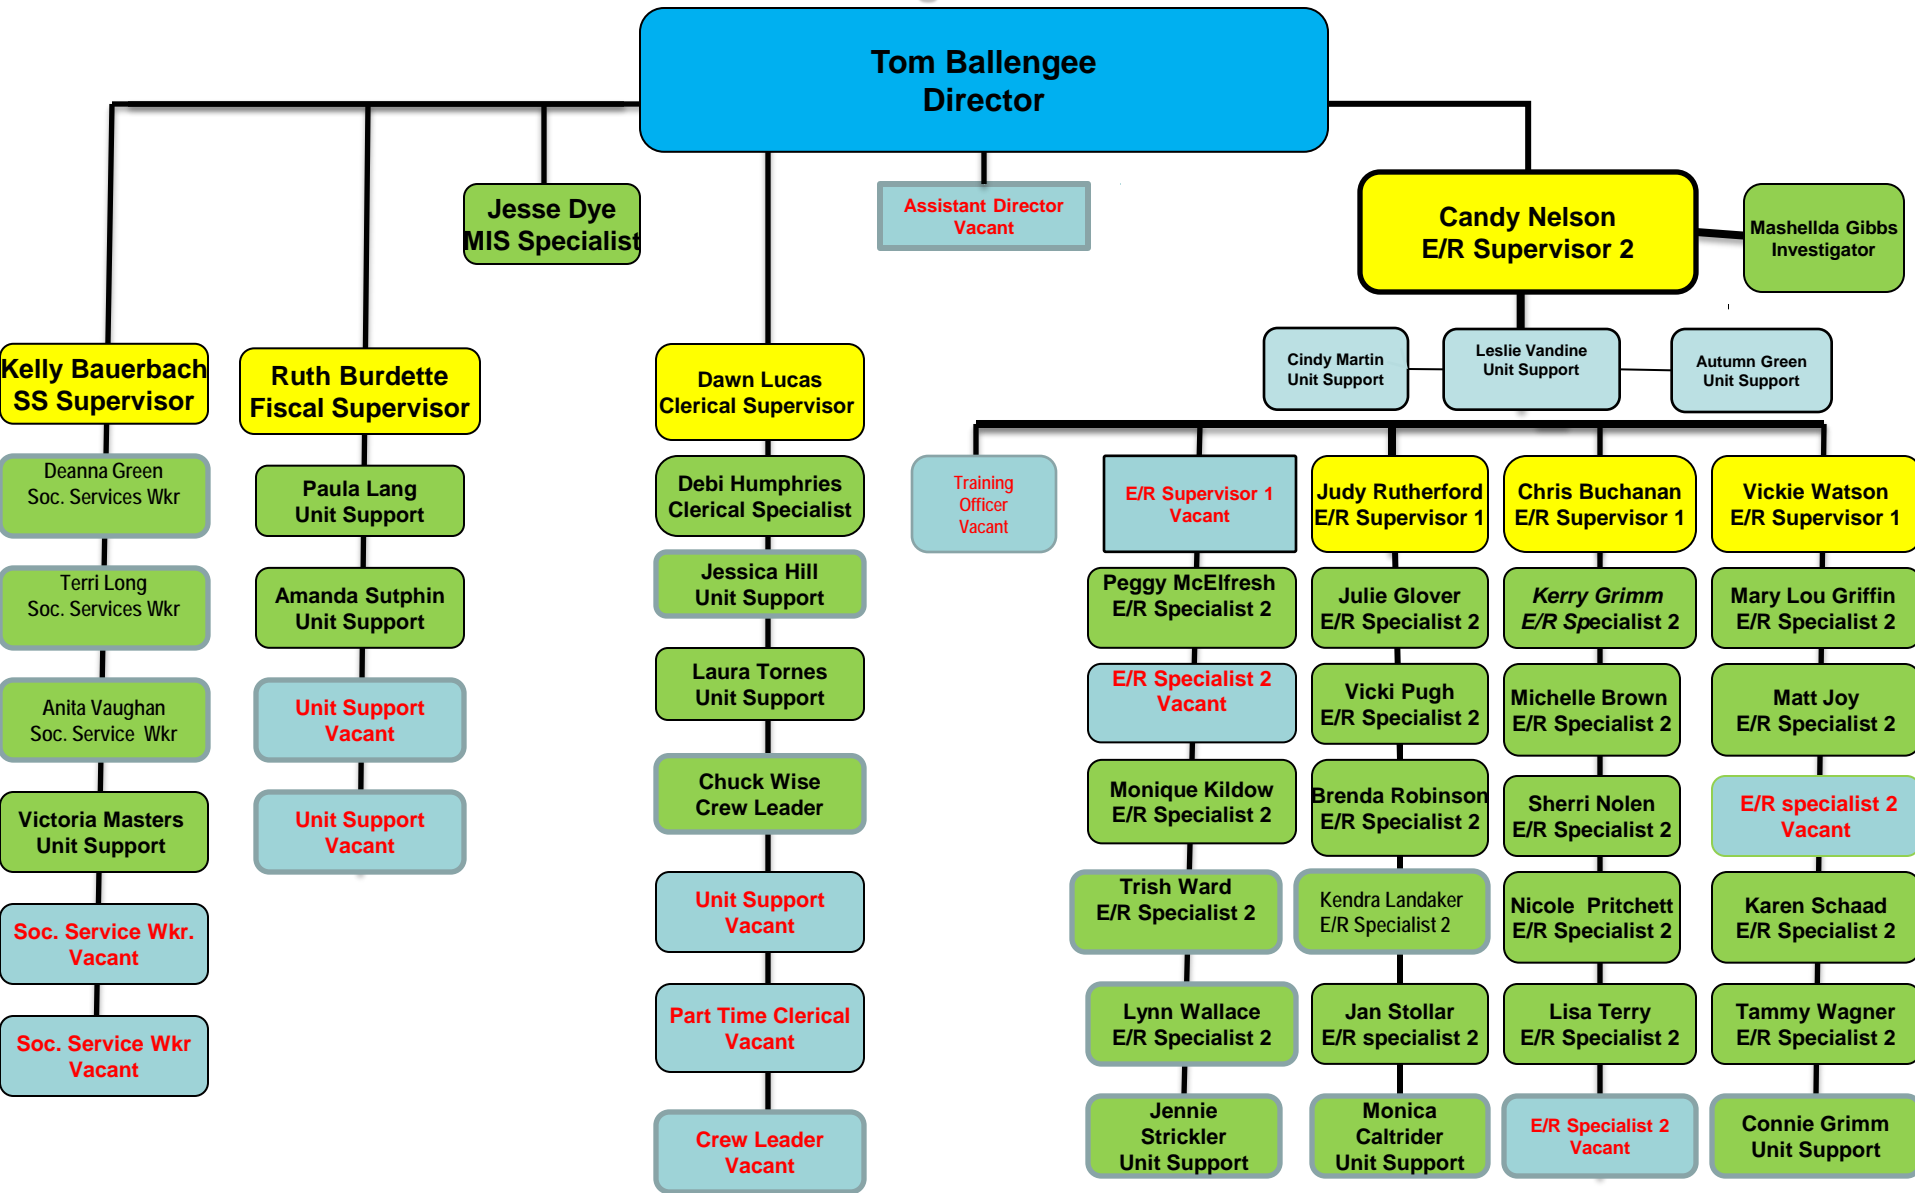 Tom Ballengee
Director
Jesse Dye
MIS Specialist
Assistant Director
Vacant
Candy Nelson
E/R Supervisor 2
Mashellda Gibbs
Investigator
Kelly Bauerbach
SS Supervisor
Ruth Burdette
Fiscal Supervisor
Dawn Lucas
Clerical Supervisor
Cindy Martin
Unit Support
Leslie Vandine
Unit Support
Autumn Green
Unit Support
Deanna Green
Soc. Services Wkr
Terri Long
Soc. Services Wkr
Anita Vaughan
Soc. Service Wkr
Victoria Masters
Unit Support
Soc. Service Wkr.
Vacant
Soc. Service Wkr
Vacant
Paula Lang
Unit Support
Amanda Sutphin
Unit Support
Unit Support
Vacant
Unit Support
Vacant
Debi Humphries
Clerical Specialist
Jessica Hill
Unit Support
Laura Tornes
Unit Support
Chuck Wise
Crew Leader
Unit Support
Vacant
Part Time Clerical
Vacant
Crew Leader
Vacant
Training
Officer
Vacant
E/R Supervisor 1
Vacant
Peggy McElfresh
E/R Specialist 2
E/R Specialist 2
Vacant
Monique Kildow
E/R Specialist 2
Trish Ward
E/R Specialist 2
Lynn Wallace
E/R Specialist 2
Jennie
Strickler
Unit Support
Judy Rutherford
E/R Supervisor 1
Julie Glover
E/R Specialist 2
Vicki Pugh
E/R Specialist 2
Brenda Robinson
E/R Specialist 2
Kendra Landaker
E/R Specialist 2
Jan Stollar
E/R specialist 2
Monica
Caltrider
Unit Support
Chris Buchanan
E/R Supervisor 1
Kerry Grimm
E/R Specialist 2
Michelle Brown
E/R Specialist 2
Sherri Nolen
E/R Specialist 2
Nicole Pritchett
E/R Specialist 2
Lisa Terry
E/R Specialist 2
E/R Specialist 2
Vacant
Vickie Watson
E/R Supervisor 1
Mary Lou Griffin
E/R Specialist 2
Matt Joy
E/R Specialist 2
E/R specialist 2
Vacant
Karen Schaad
E/R Specialist 2
Tammy Wagner
E/R Specialist 2
Connie Grimm
Unit Support